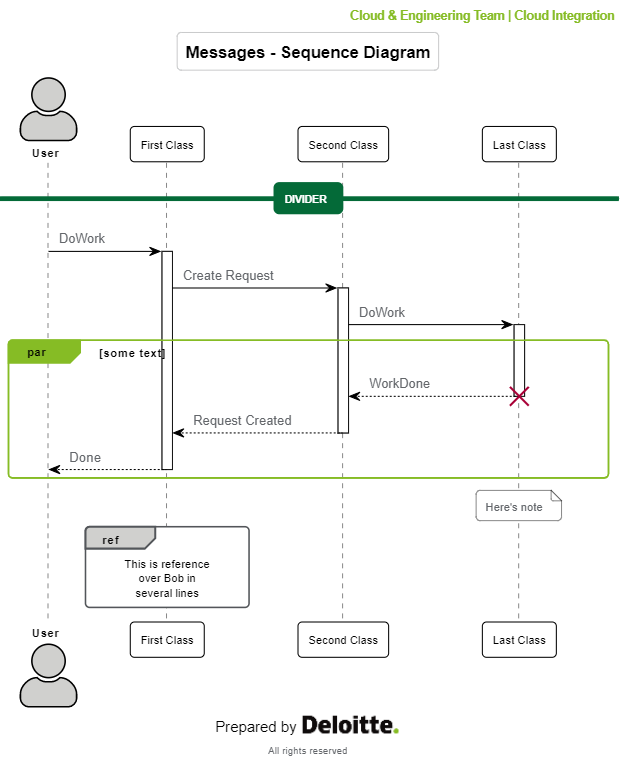 Cloud & Engineering Team | Cloud Integration
Messages - Sequence Diagram
User
First Class
Second Class
Last Class
DIVIDER
DoWork
Create Request
DoWork
par
[some text]
WorkDone
Request Created
Done
Here's note
ref
This is reference
over Bob in
several lines
User
First Class
Second Class
Last Class
Prepared by Deloitte.
All rights reserved